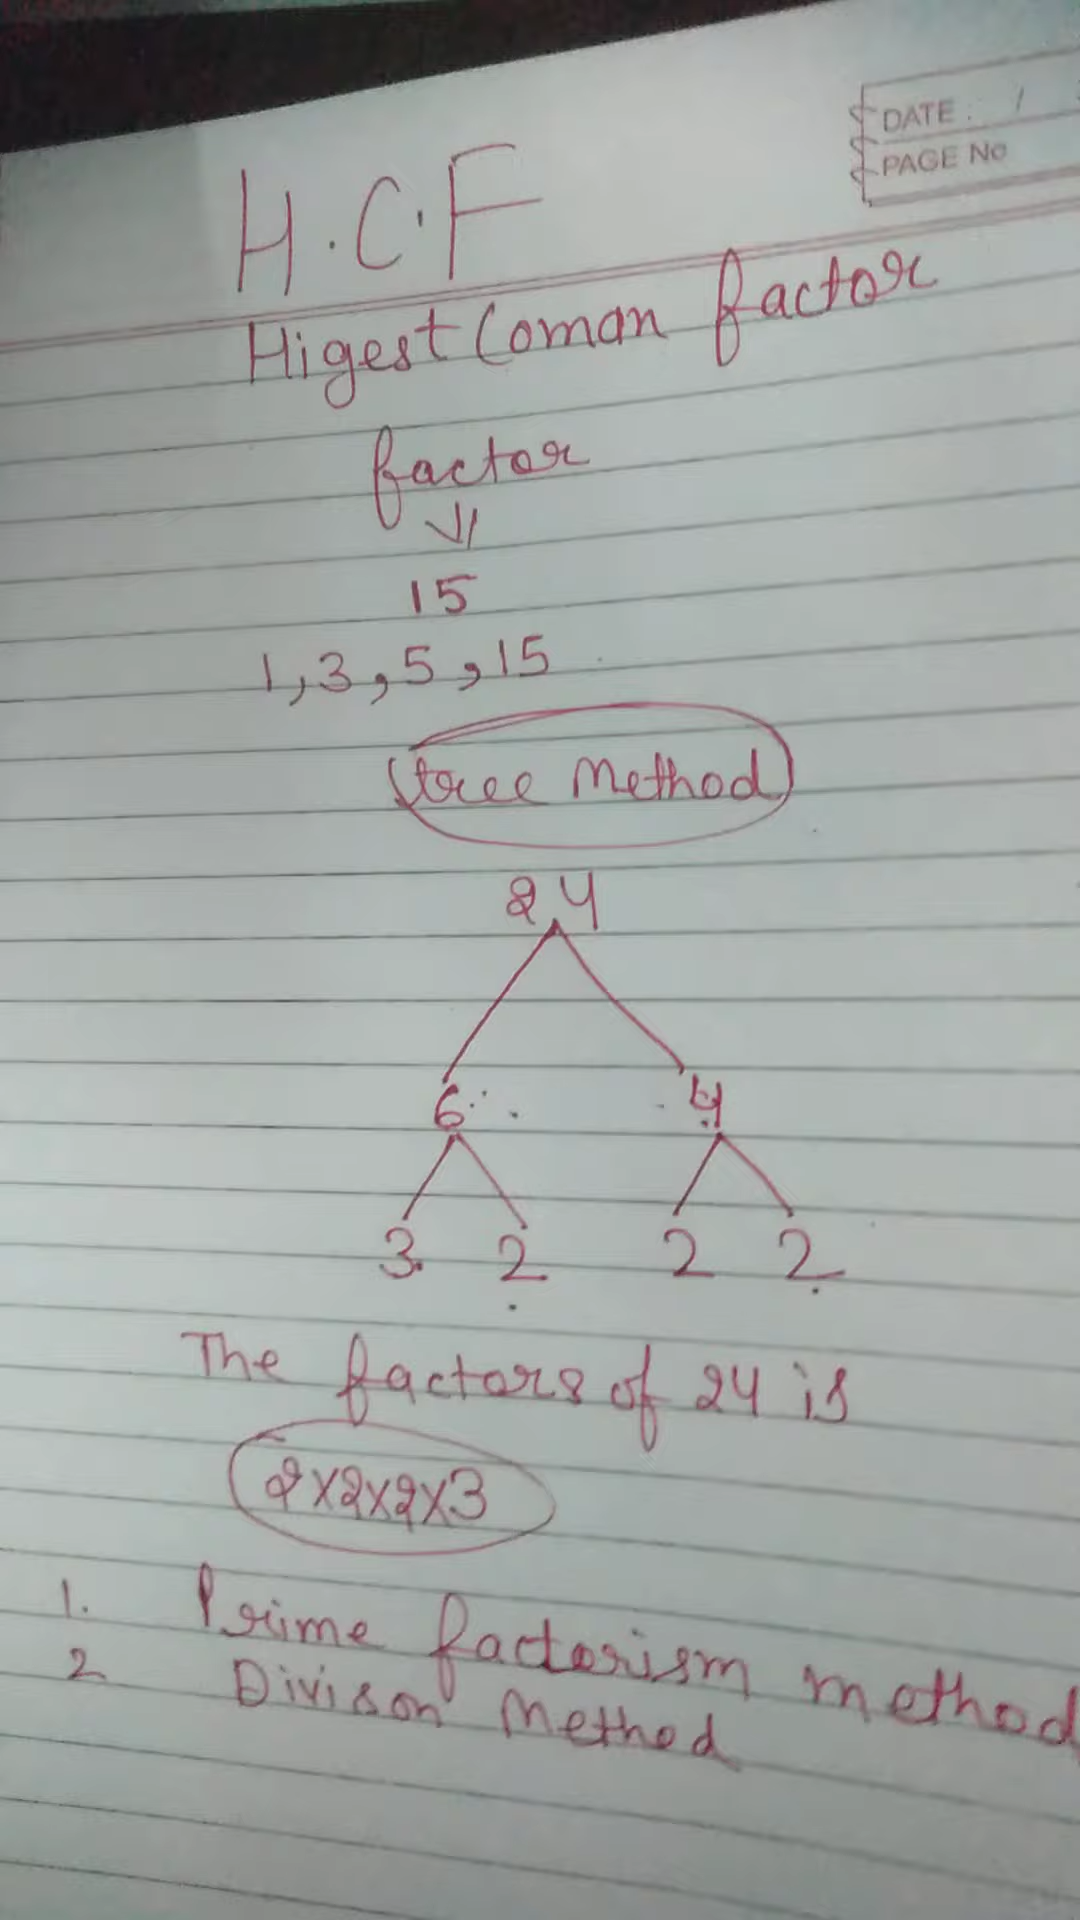 DATE : /
PAGE No
H.C.F
Higest Coman factor
factor
15
1,3,5,15
tree Method
24
6 4
3 2 2 2
The factors of 24 is
2x2x2x3
1. Prime factorism method
2 Divison Method